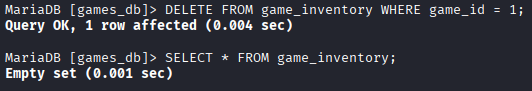 MariaDB [games_db]> DELETE FROM game_inventory WHERE game_id = 1;
Query OK, 1 row affected (0.004 sec)
MariaDB [games_db]> SELECT * FROM game_inventory;
Empty set (0.001 sec)